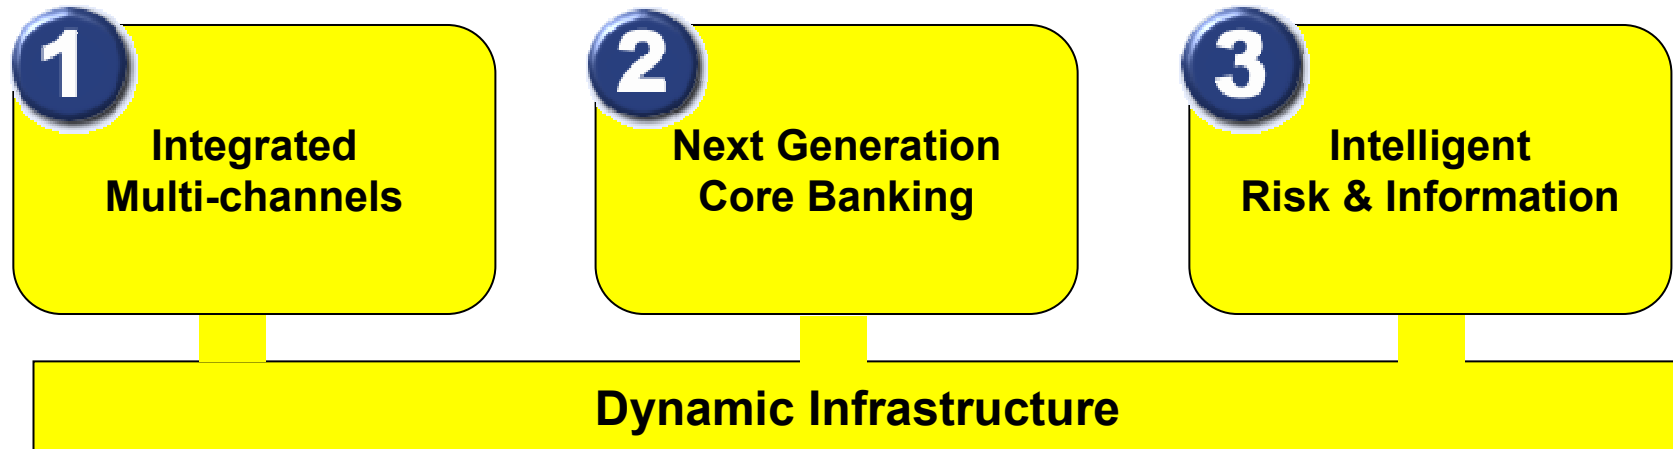 1
Integrated
Multi-channels
2
Next Generation
Core Banking
3
Intelligent
Risk & Information
Dynamic Infrastructure